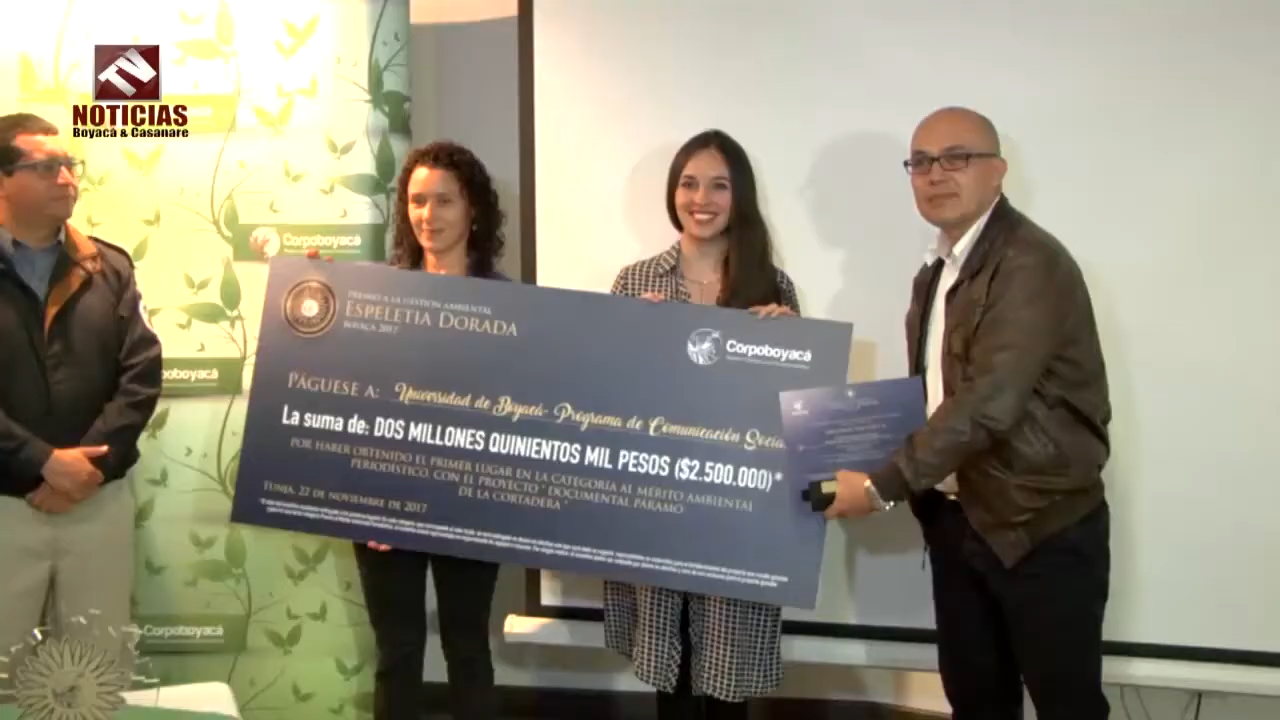 TV
NOTICIAS
Boyacá & Casanare
Corpoboyacá
poboyacá
Corpoboyacá
PREMIO A LA GESTIÓN AMBIENTAL
ESPELETIA DORADA
BOYACÁ 2017
Corpoboyacá
PÁGUESE A: Universidad de Boyacá- Programa de Comunicación Socia
La suma de: DOS MILLONES QUINIENTOS MIL PESOS ($2.500.000)*
POR HABER OBTENIDO EL PRIMER LUGAR EN LA CATEGORÍA AL MÉRITO AMBIENTAL
PERIODÍSTICO, CON EL PROYECTO " DOCUMENTAL PÁRAMO
DE LA CORTADERA "
TUNJA, 22 DE NOVIEMBRE DE 2017